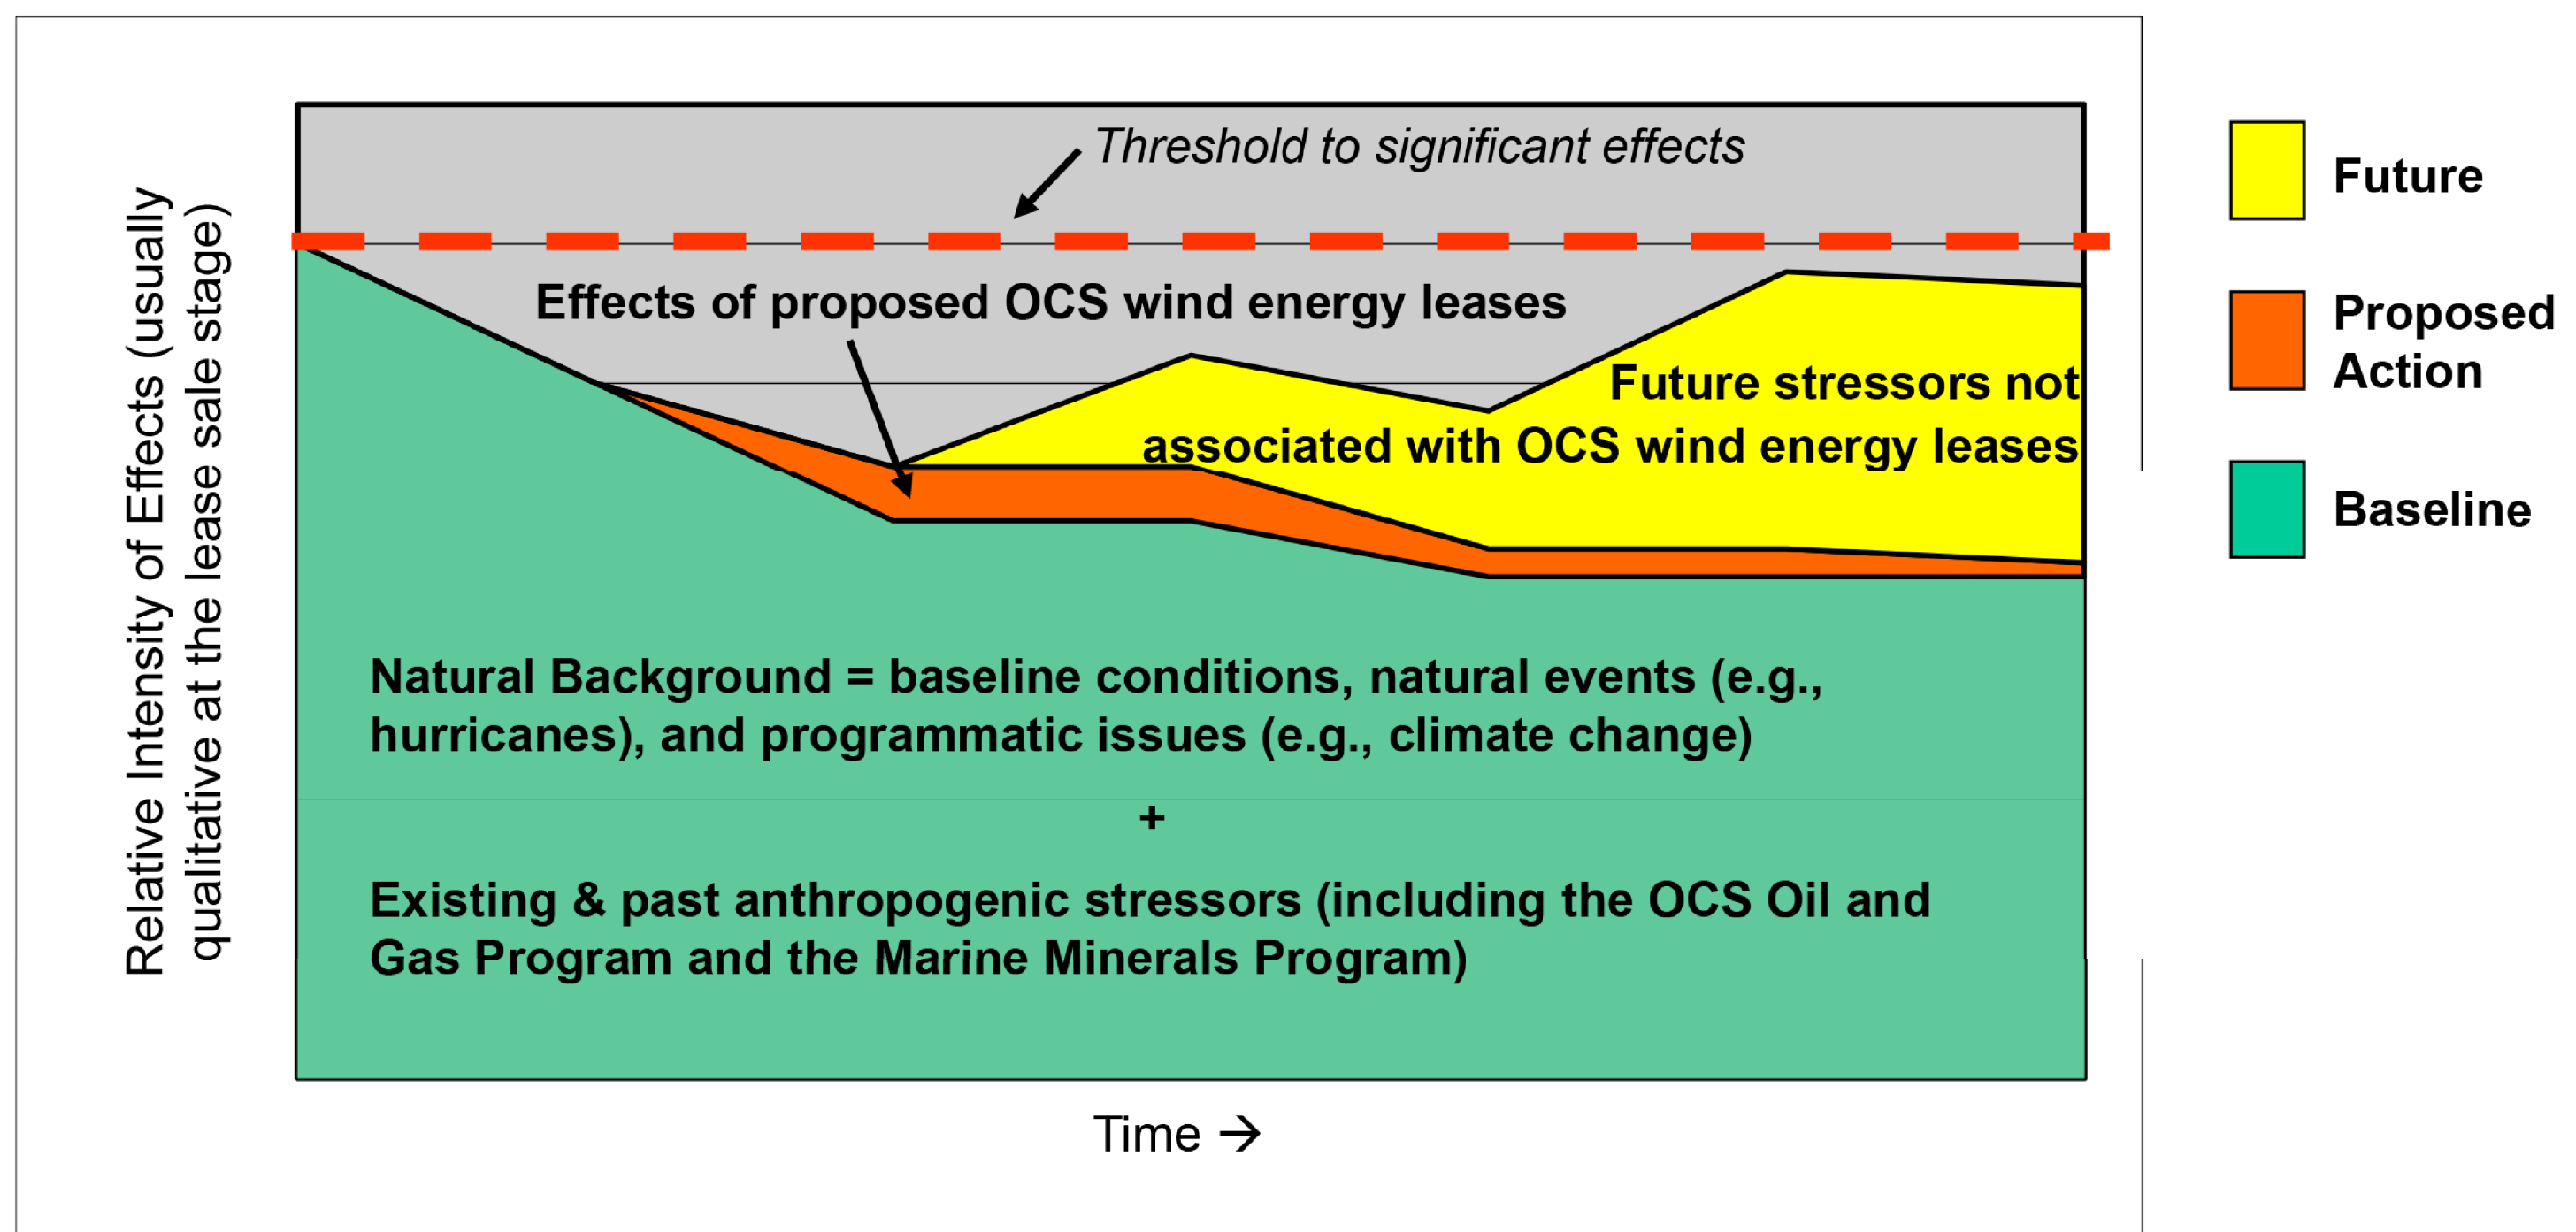 Threshold to significant effects
Effects of proposed OCS wind energy leases
Future stressors not
associated with OCS wind energy leases
Natural Background = baseline conditions, natural events (e.g.,
hurricanes), and programmatic issues (e.g., climate change)
+
Existing & past anthropogenic stressors (including the OCS Oil and
Gas Program and the Marine Minerals Program)
Relative Intensity of Effects (usually
qualitative at the lease sale stage)
Time →
Future
Proposed
Action
Baseline